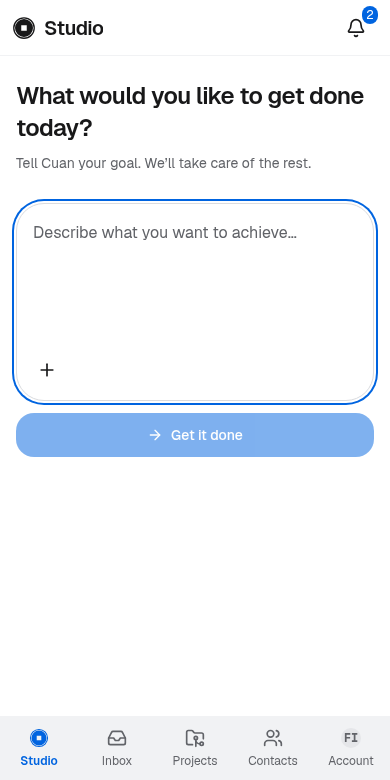 Studio
2
What would you like to get done
today?
Tell Cuan your goal. We'll take care of the rest.
Describe what you want to achieve...
Get it done
Studio
Inbox
Projects
Contacts
FI
Account